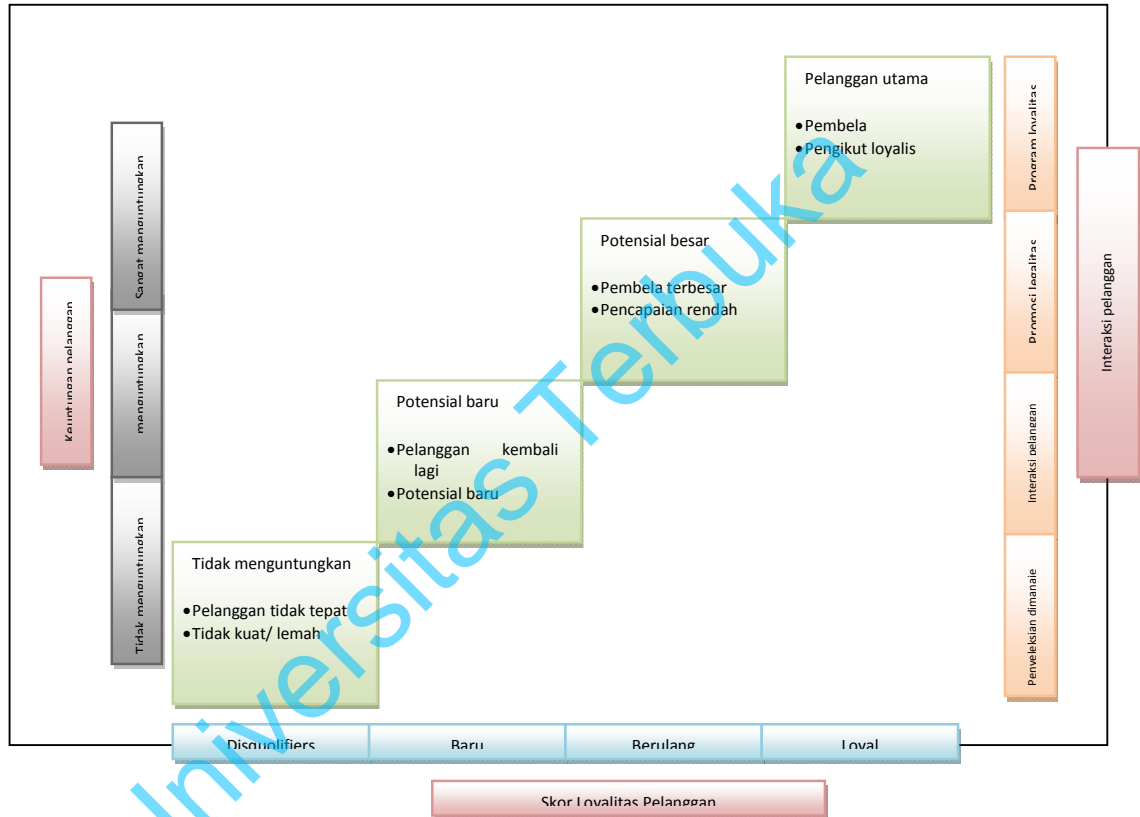 Pelanggan utama
•Pembela
•Pengikut loyalis
Potensial besar
•Pembela terbesar
•Pencapaian rendah
Potensial baru
•Pelanggan kembali
lagi
•Potensial baru
Tidak menguntungkan
•Pelanggan tidak tepat
•Tidak kuat/ lemah
Keuntungan pelanggan
Sangat menguntungkan
menguntungkan
Tidak menguntungkan
Program loyalitas
Promosi legalitas
Interaksi pelanggan
Penyeleksian dimanaje
Interaksi pelanggan
Disqualifiers
Baru
Berulang
Loyal
Skor Loyalitas Pelanggan
Universitas Terbuka